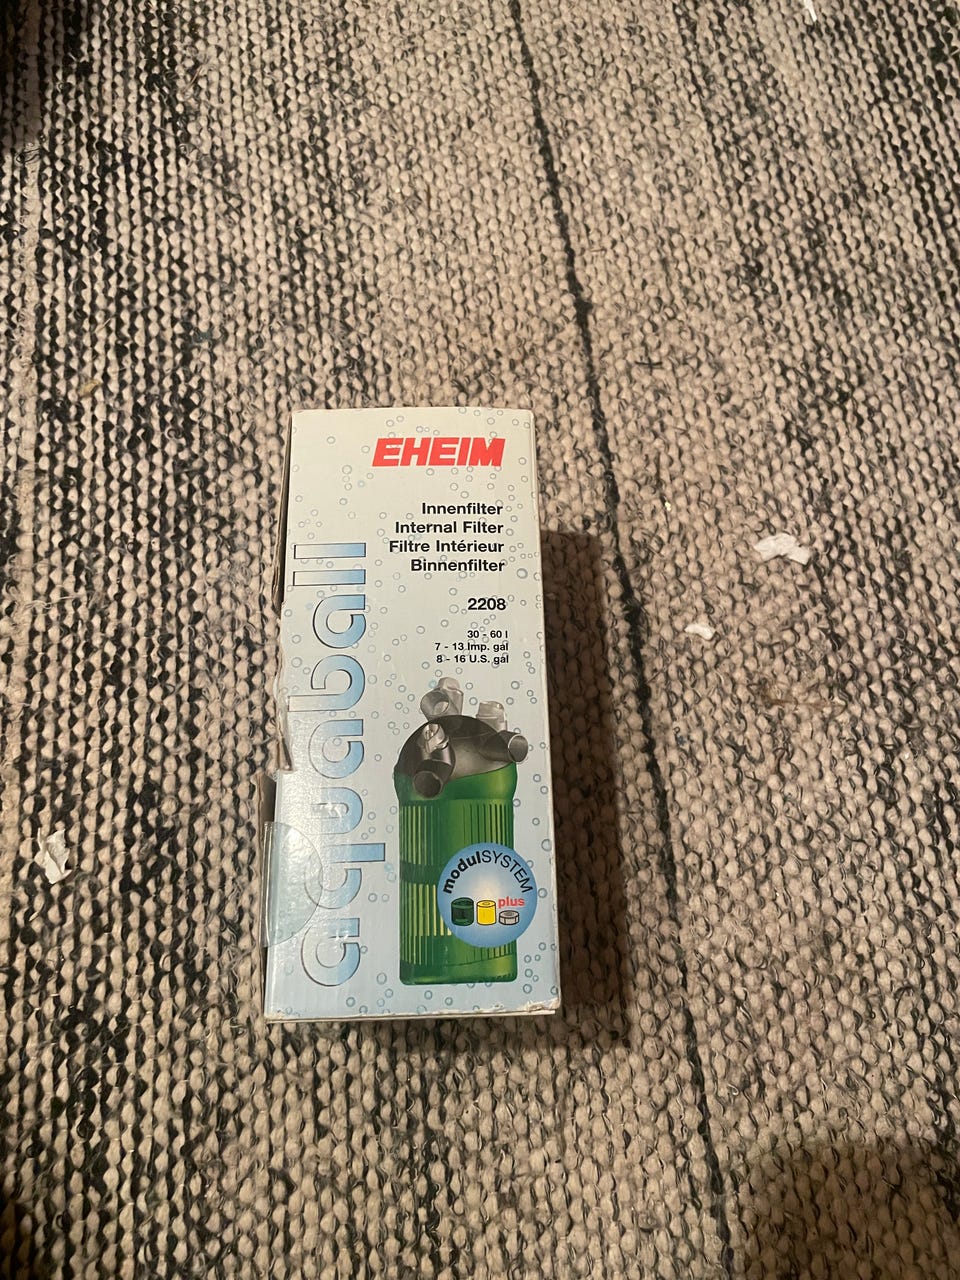 EHEIM
Innenfilter
Internal Filter
Filtre Intérieur
Binnenfilter
2208
30 - 60 l
7 - 13 Imp. gal
8 - 16 U.S. gal
aquaball
modulSYSTEM
plus